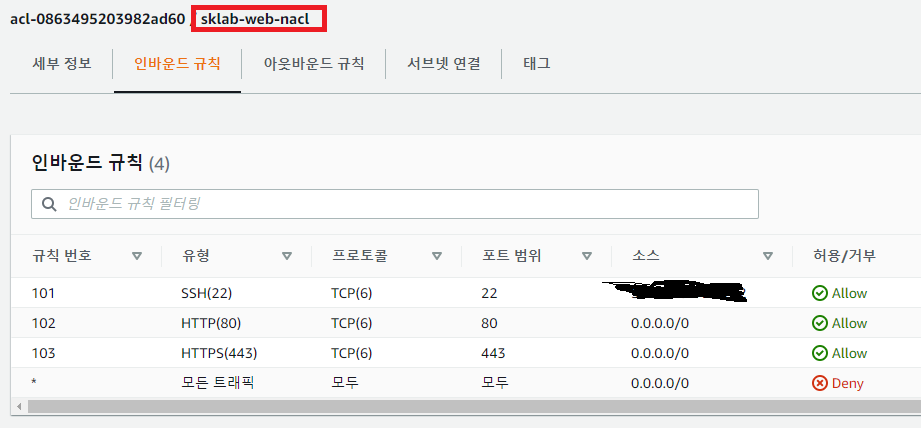 acl-0863495203982ad60 / sklab-web-nacl
세부 정보 인바운드 규칙 아웃바운드 규칙 서브넷 연결 태그
인바운드 규칙 (4)
인바운드 규칙 필터링
규칙 번호 유형 프로토콜 포트 범위 소스 허용/거부
101 SSH(22) TCP(6) 22 Allow
102 HTTP(80) TCP(6) 80 0.0.0.0/0 Allow
103 HTTPS(443) TCP(6) 443 0.0.0.0/0 Allow
* 모든 트래픽 모두 모두 0.0.0.0/0 Deny